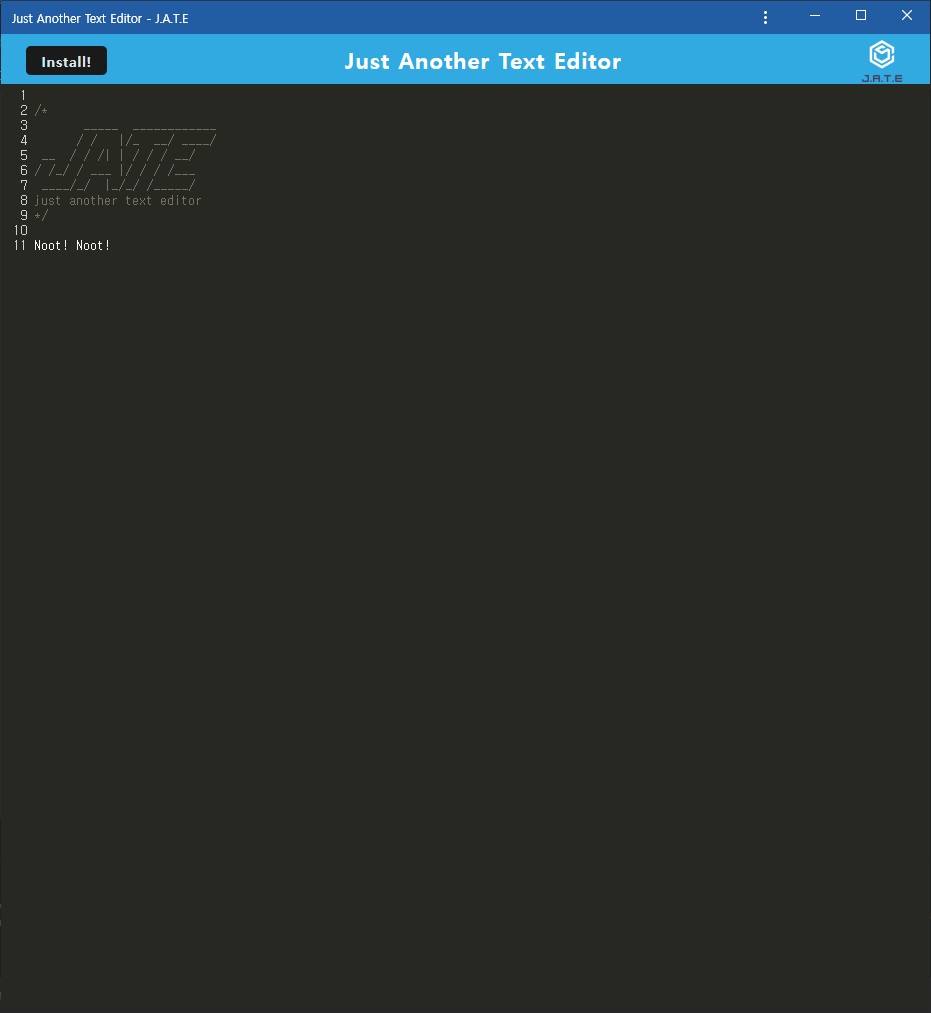 Just Another Text Editor - J.A.T.E
Install!
Just Another Text Editor
J.A.T.E
1
2 /*
3        _____  ____________
4       / /   |/_  __/ ____/
5  __  / / /| | / / / __/
6 / /_/ / ___ |/ / / /___
7  ____/_/  |_/_/ /_____/
8 just another text editor
9 */
10
11 Noot! Noot!